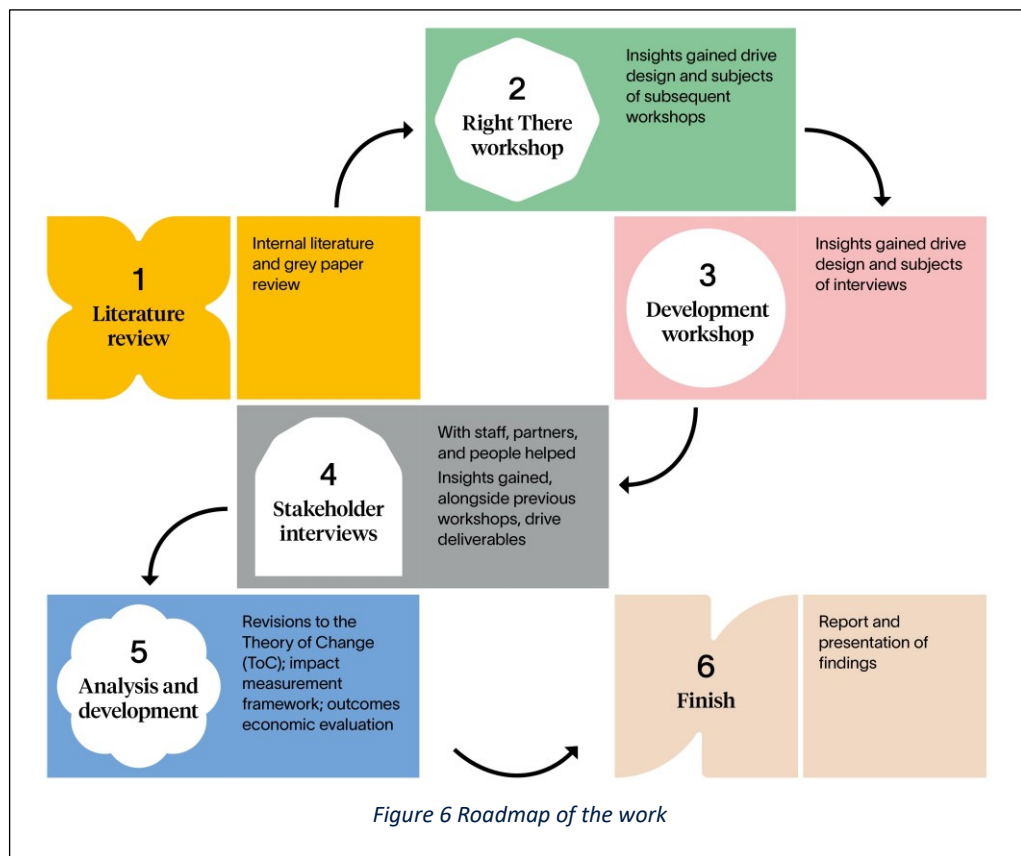 1
Literature
review
Internal literature
and grey paper
review
2
Right There
workshop
Insights gained drive
design and subjects
of subsequent
workshops
3
Development
workshop
Insights gained drive
design and subjects
of interviews
4
Stakeholder
interviews
With staff, partners,
and people helped
Insights gained,
alongside previous
workshops, drive
deliverables
5
Analysis and
development
Revisions to the
Theory of Change
(ToC); impact
measurement
framework; outcomes
economic evaluation
6
Finish
Report and
presentation of
findings
Figure 6 Roadmap of the work